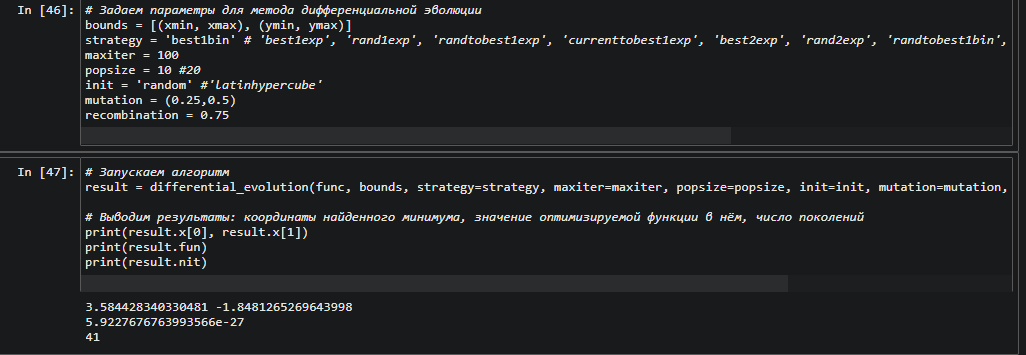 In [46]:
# Задаем параметры для метода дифференциальной эволюции
bounds = [(xmin, xmax), (ymin, ymax)]
strategy = 'best1bin' # 'best1exp', 'rand1exp', 'randtobest1exp', 'currenttobest1exp', 'best2exp', 'rand2exp', 'randtobest1bin',
maxiter = 100
popsize = 10 #20
init = 'random' #'latinhypercube'
mutation = (0.25,0.5)
recombination = 0.75
In [47]:
# Запускаем алгоритм
result = differential_evolution(func, bounds, strategy=strategy, maxiter=maxiter, popsize=popsize, init=init, mutation=mutation,
# Выводим результаты: координаты найденного минимума, значение оптимизируемой функции в нём, число поколений
print(result.x[0], result.x[1])
print(result.fun)
print(result.nit)
3.584428340330481 -1.8481265269643998
5.9227676763993566e-27
41